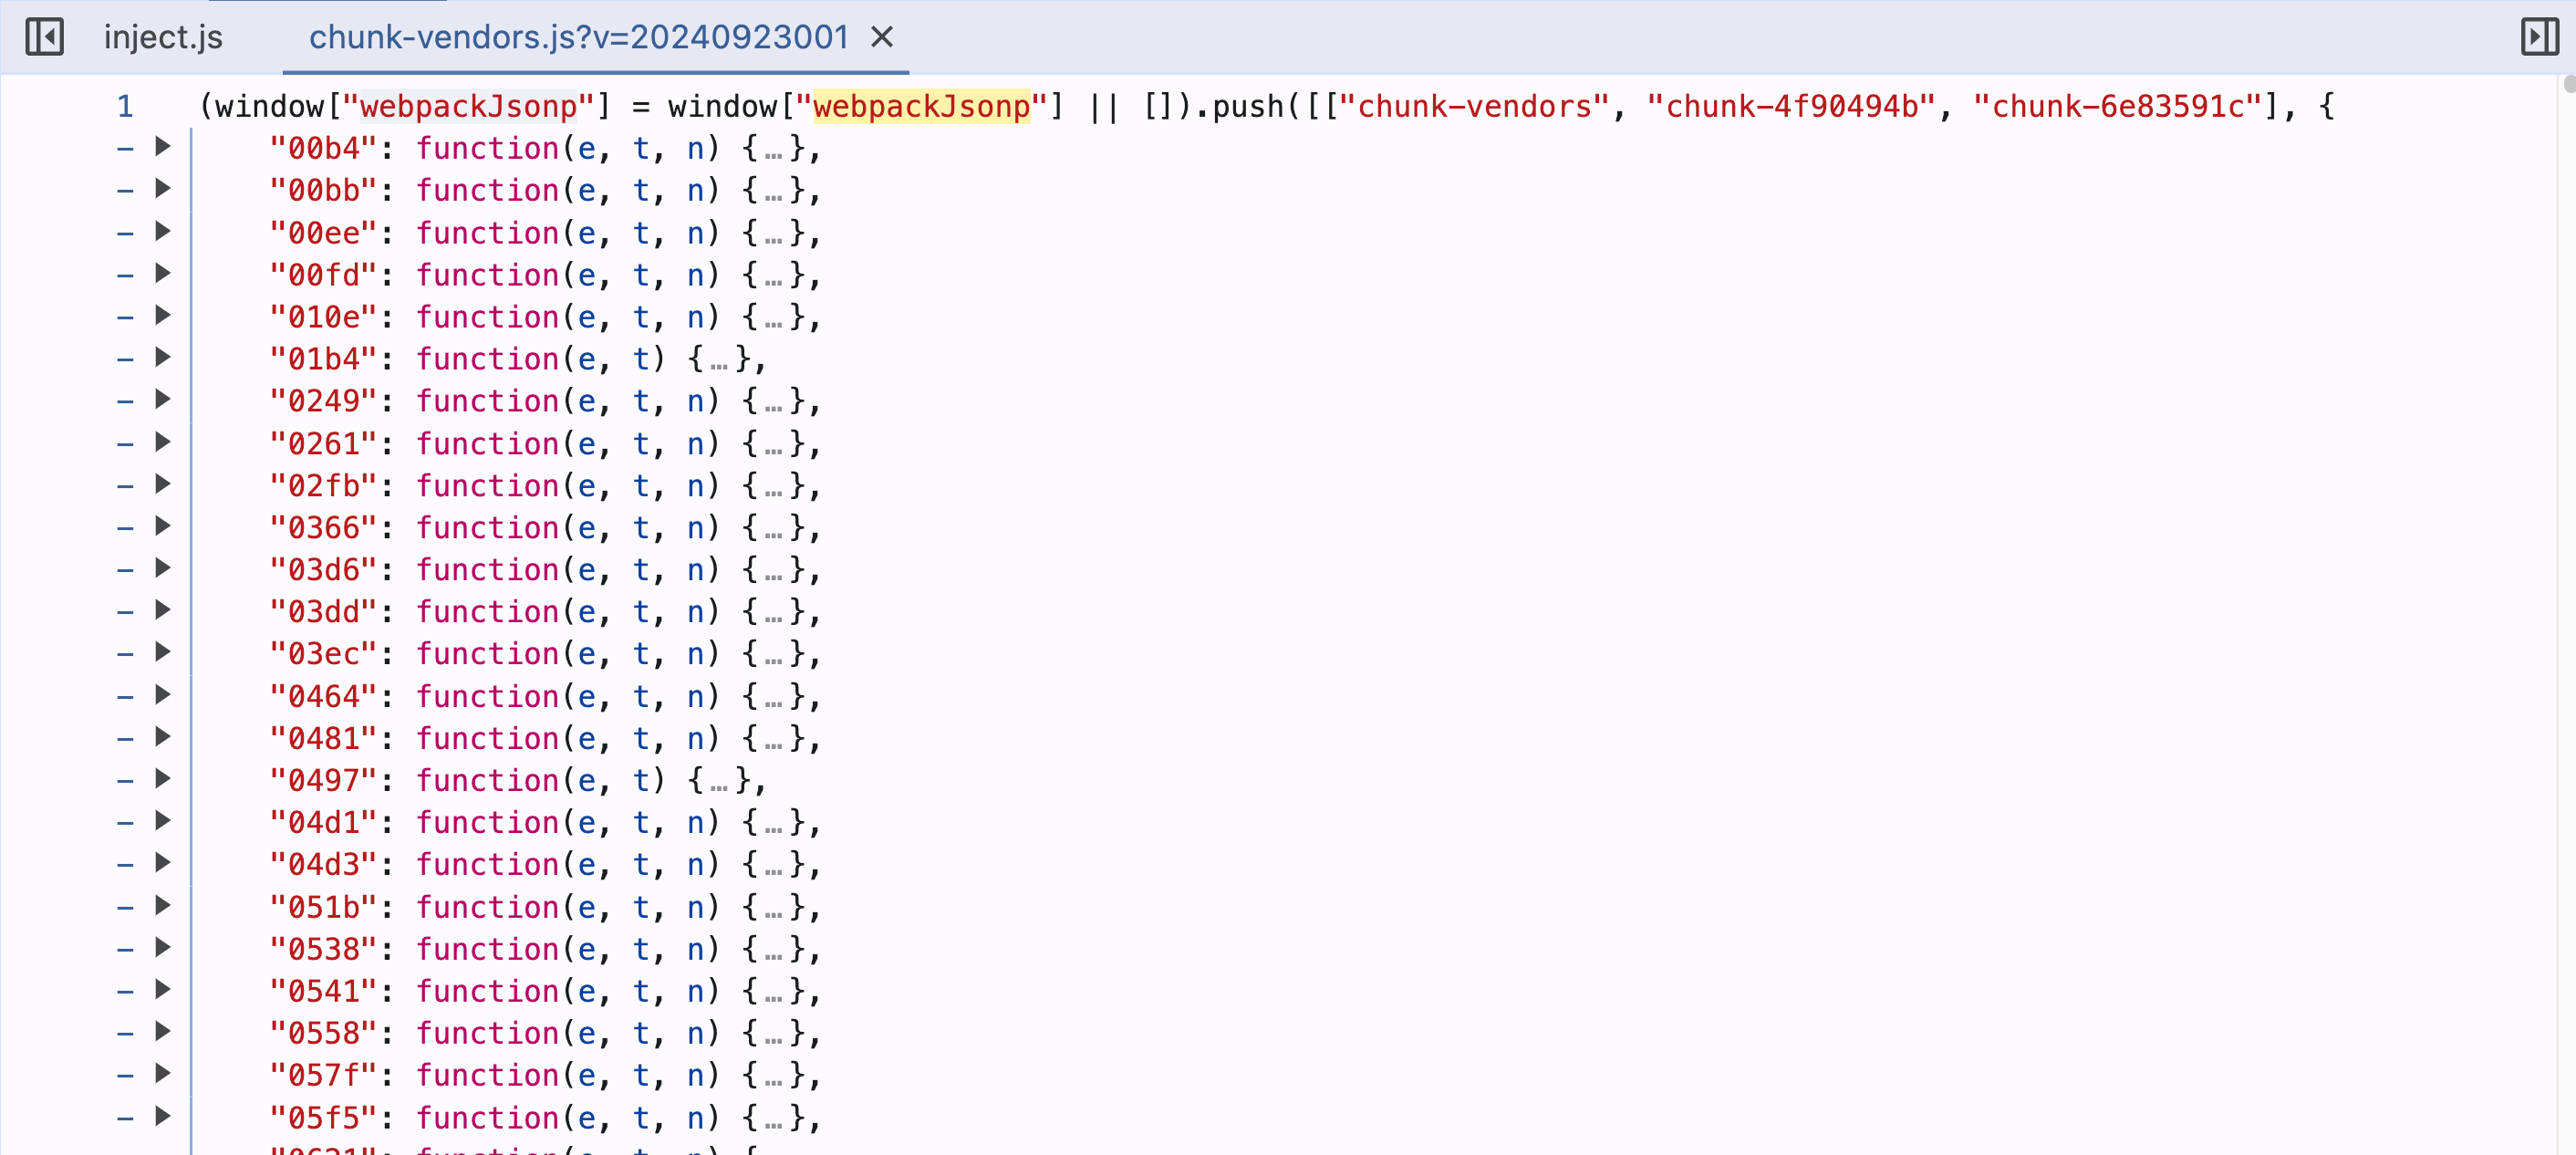 inject.js chunk-vendors.js?v=20240923001
1 (window["webpackJsonp"] = window["webpackJsonp"] || []).push([["chunk-vendors", "chunk-4f90494b", "chunk-6e83591c"], {
"00b4": function(e, t, n) {…},
"00bb": function(e, t, n) {…},
"00ee": function(e, t, n) {…},
"00fd": function(e, t, n) {…},
"010e": function(e, t, n) {…},
"01b4": function(e, t) {…},
"0249": function(e, t, n) {…},
"0261": function(e, t, n) {…},
"02fb": function(e, t, n) {…},
"0366": function(e, t, n) {…},
"03d6": function(e, t, n) {…},
"03dd": function(e, t, n) {…},
"03ec": function(e, t, n) {…},
"0464": function(e, t, n) {…},
"0481": function(e, t, n) {…},
"0497": function(e, t) {…},
"04d1": function(e, t, n) {…},
"04d3": function(e, t, n) {…},
"051b": function(e, t, n) {…},
"0538": function(e, t, n) {…},
"0541": function(e, t, n) {…},
"0558": function(e, t, n) {…},
"057f": function(e, t, n) {…},
"05f5": function(e, t, n) {…},